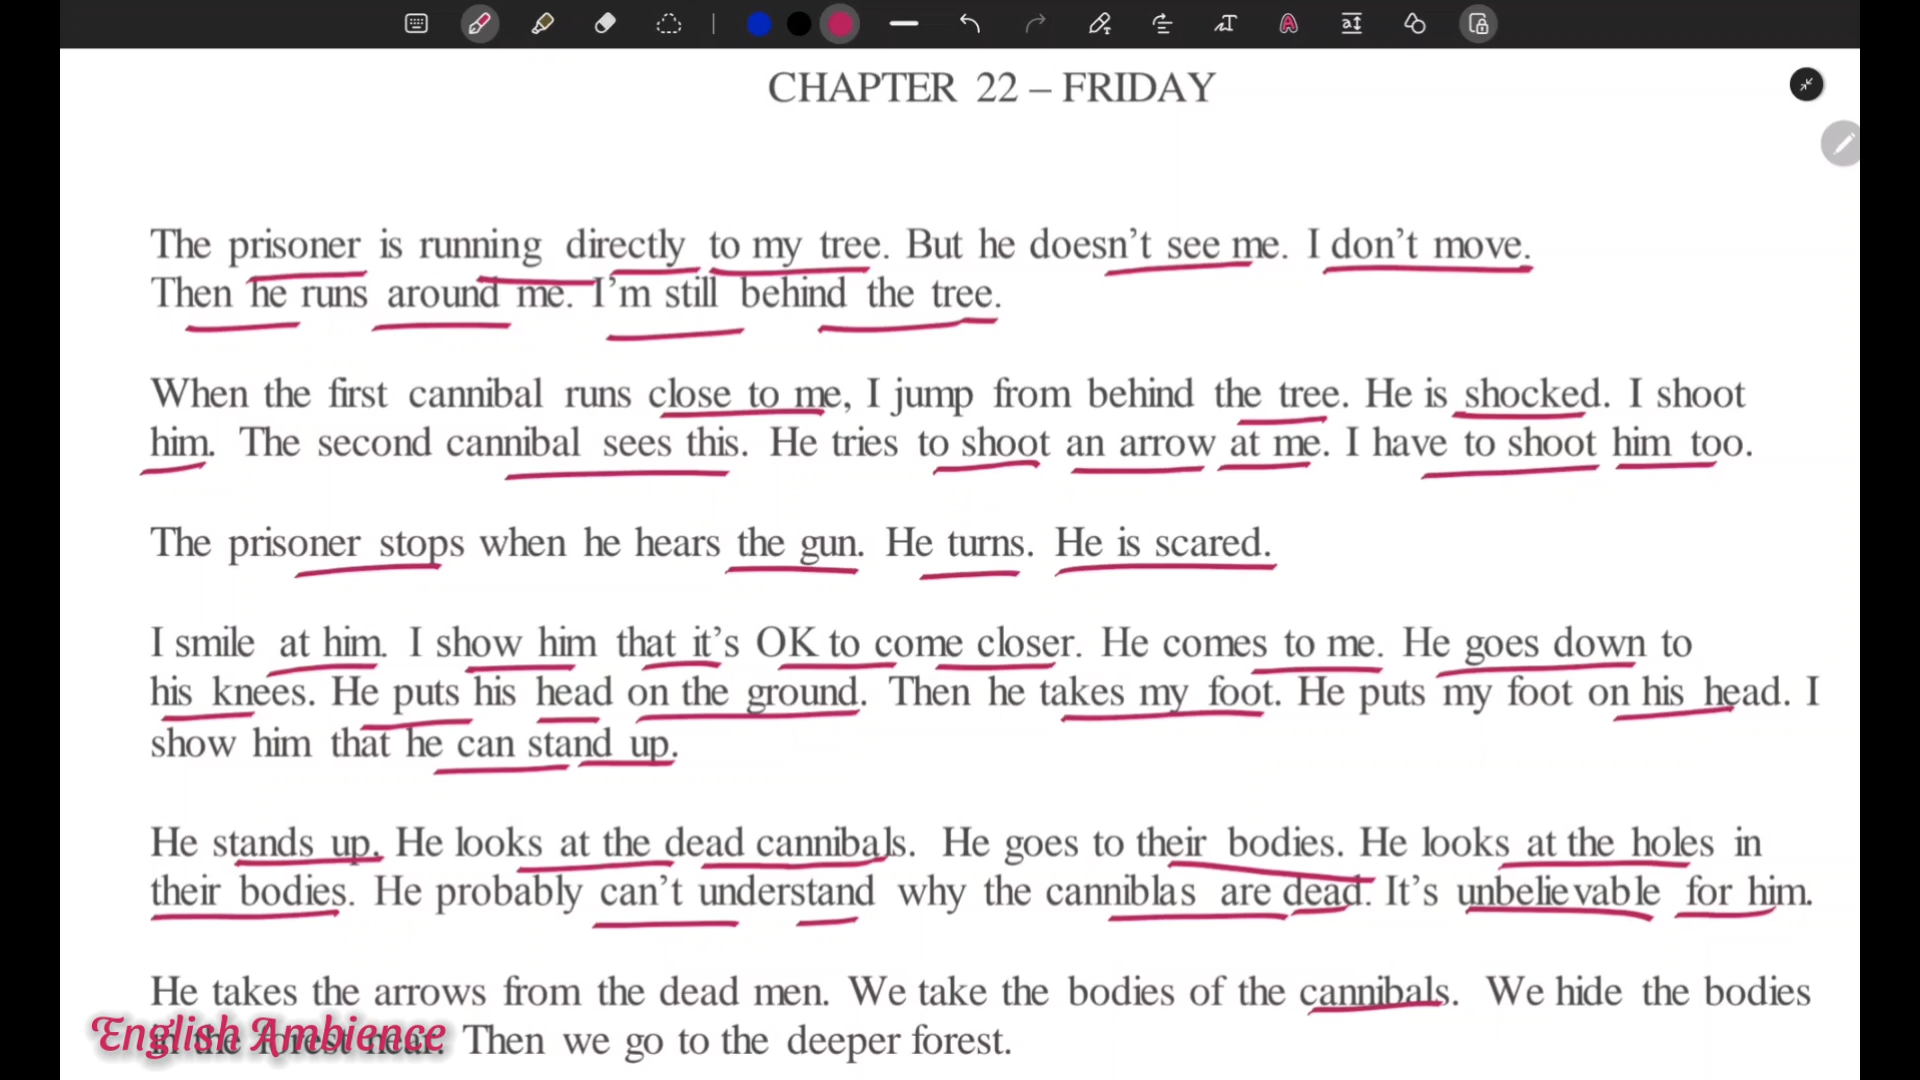 CHAPTER 22 – FRIDAY
The prisoner is running directly to my tree. But he doesn't see me. I don't move.
Then he runs around me. I'm still behind the tree.
When the first cannibal runs close to me, I jump from behind the tree. He is shocked. I shoot
him. The second cannibal sees this. He tries to shoot an arrow at me. I have to shoot him too.
The prisoner stops when he hears the gun. He turns. He is scared.
I smile at him. I show him that it's OK to come closer. He comes to me. He goes down to
his knees. He puts his head on the ground. Then he takes my foot. He puts my foot on his head. I
show him that he can stand up.
He stands up. He looks at the dead cannibals. He goes to their bodies. He looks at the holes in
their bodies. He probably can't understand why the canniblas are dead. It's unbelievable for him.
He takes the arrows from the dead men. We take the bodies of the cannibals. We hide the bodies
in the forest near. Then we go to the deeper forest.
English Ambience